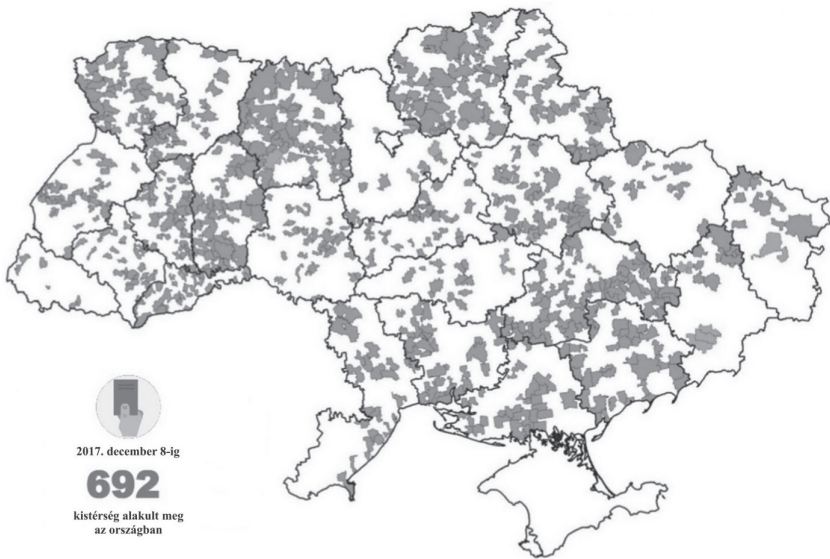 2017. december 8-ig
692
kistérség alakult meg
az országban